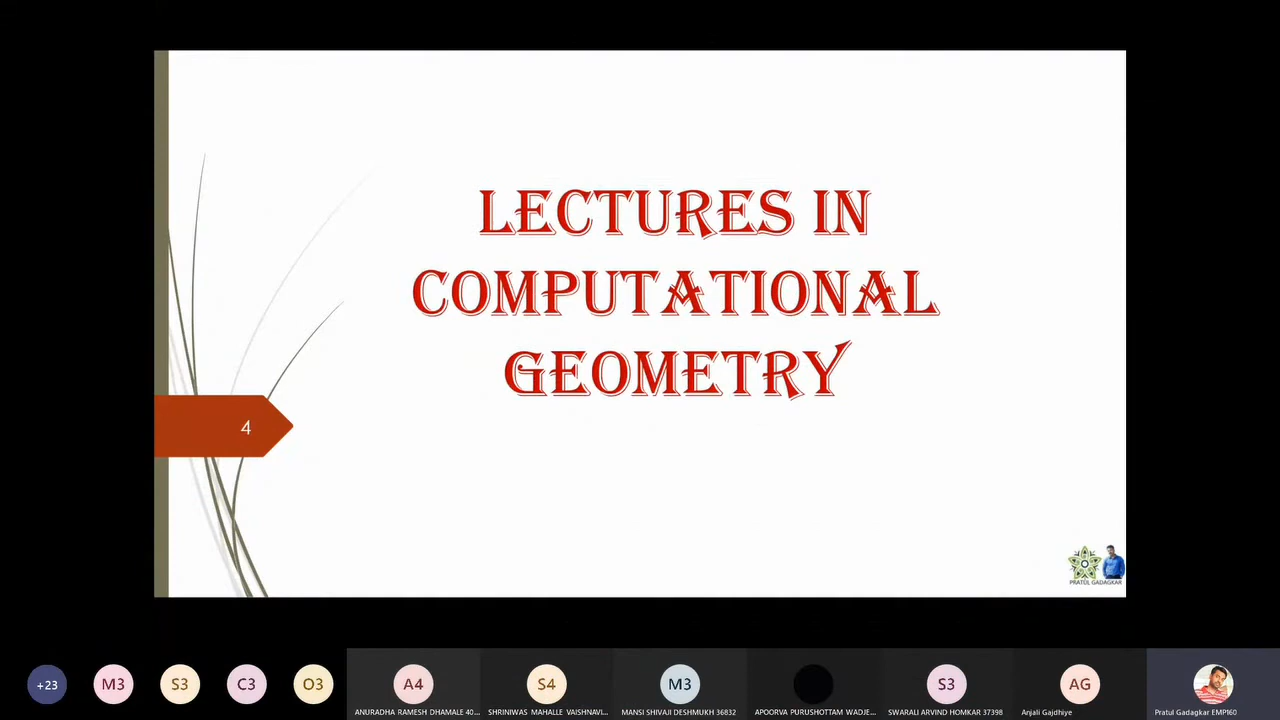 LECTURES IN
COMPUTATIONAL
GEOMETRY
4
PRATUL GADAGKAR
+23
M3
S3
C3
O3
A4
S4
M3
S3
AG
ANURADHA RAMESH DHAMALE 40...
SHRINIWAS MAHALLE VAISHNAVI...
MANSI SHIVAJI DESHMUKH 36832
APOORVA PURUSHOTTAM WADJE...
SWARALI ARVIND HOMKAR 37398
Anjali Gajdhiye
Pratul Gadagkar EMP160